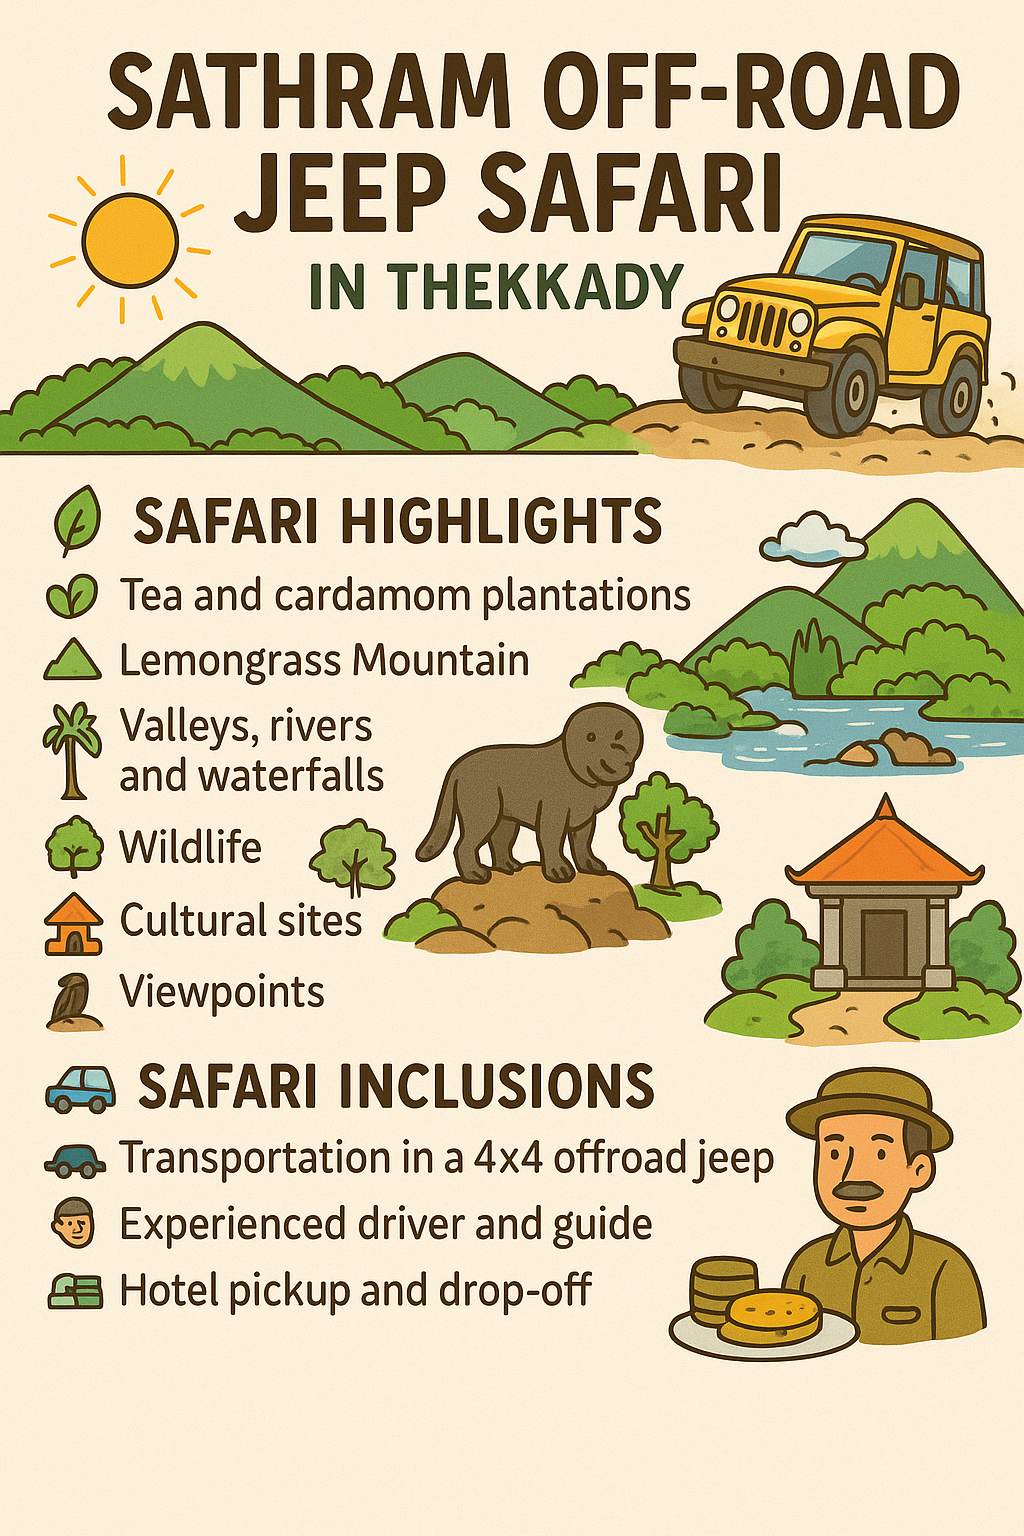 SATHRAM OFF-ROAD
JEEP SAFARI
IN THEKKADY
SAFARI HIGHLIGHTS
Tea and cardamom plantations
Lemongrass Mountain
Valleys, rivers
and waterfalls
Wildlife
Cultural sites
Viewpoints
SAFARI INCLUSIONS
Transportation in a 4x4 offroad jeep
Experienced driver and guide
Hotel pickup and drop-off